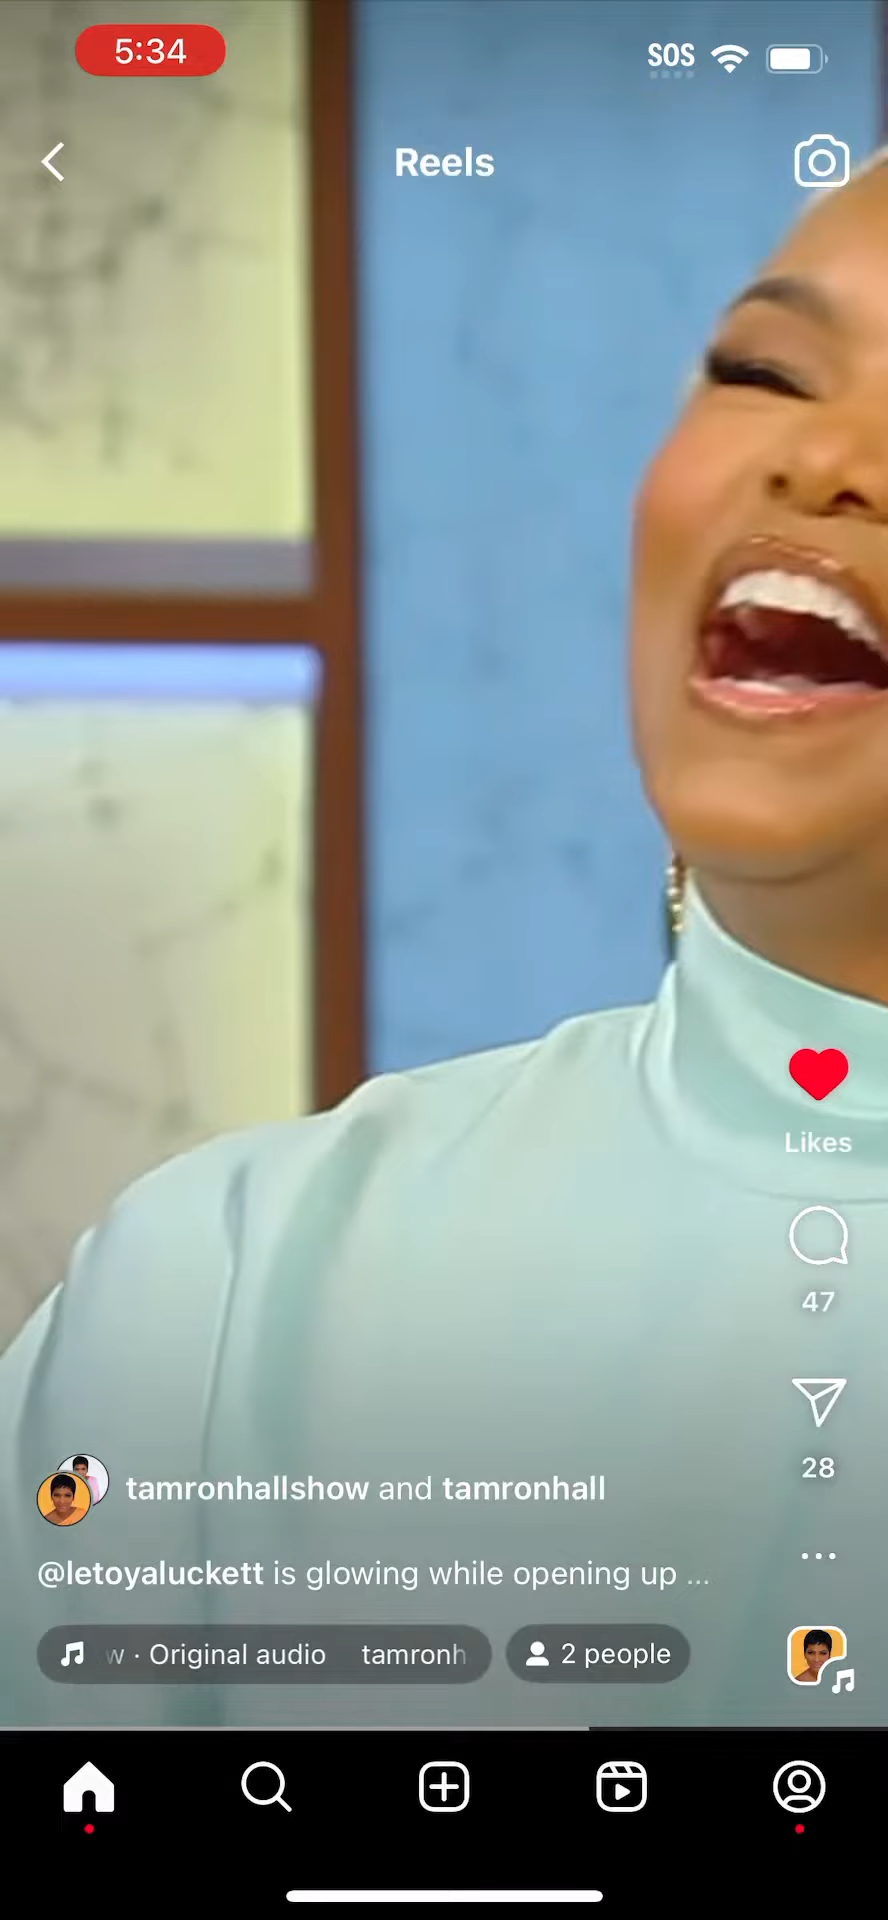 5:34
SOS
Reels
Likes
47
28
tamronhallshow and tamronhall
@letoyaluckett is glowing while opening up ...
w · Original audio tamronh
2 people